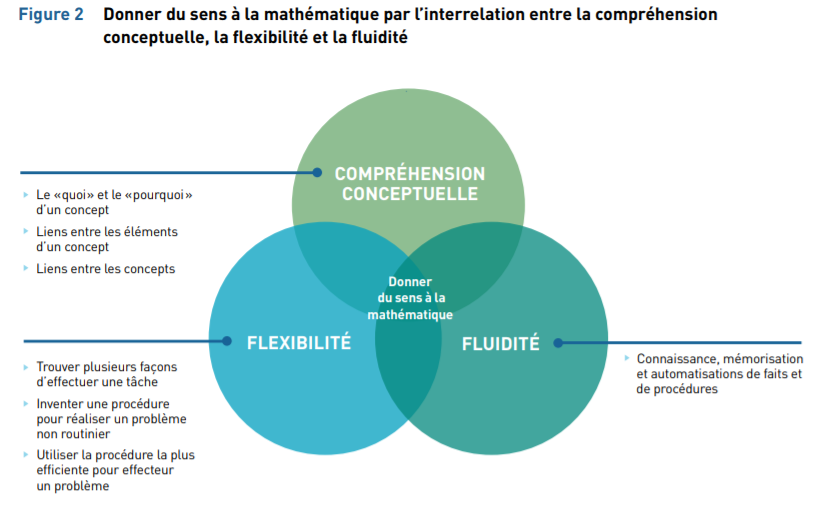 Figure 2 Donner du sens à la mathématique par l’interrelation entre la compréhension
conceptuelle, la flexibilité et la fluidité
COMPRÉHENSION
CONCEPTUELLE
Le «quoi» et le «pourquoi»
d’un concept
Liens entre les éléments
d’un concept
Liens entre les concepts
Donner
du sens à la
mathématique
FLEXIBILITÉ
FLUIDITÉ
Trouver plusieurs façons
d’effectuer une tâche
Inventer une procédure
pour réaliser un problème
non routinier
Utiliser la procédure la plus
efficiente pour effecteur
un problème
Connaissance, mémorisation
et automatisations de faits et
de procédures